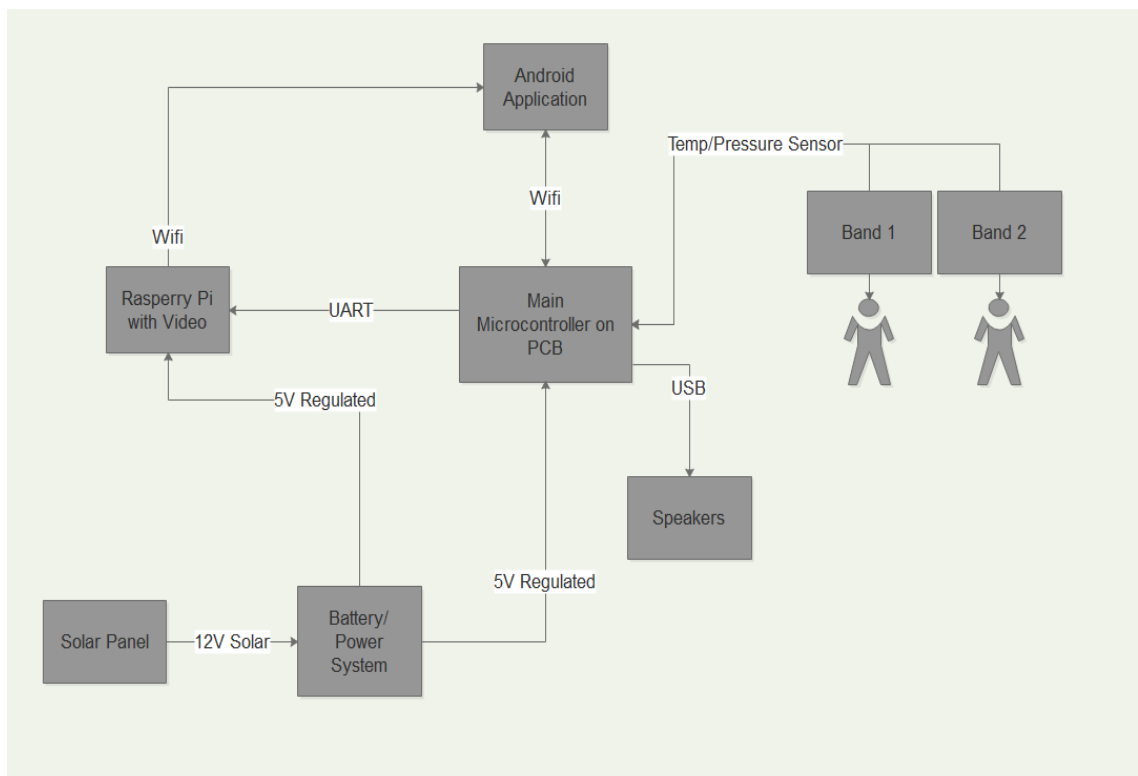 Android
Application
Temp/Pressure Sensor
Wifi
Band 1
Band 2
Wifi
Rasperry Pi
with Video
UART
Main
Microcontroller on
PCB
USB
5V Regulated
Speakers
5V Regulated
Solar Panel
12V Solar
Battery/
Power
System